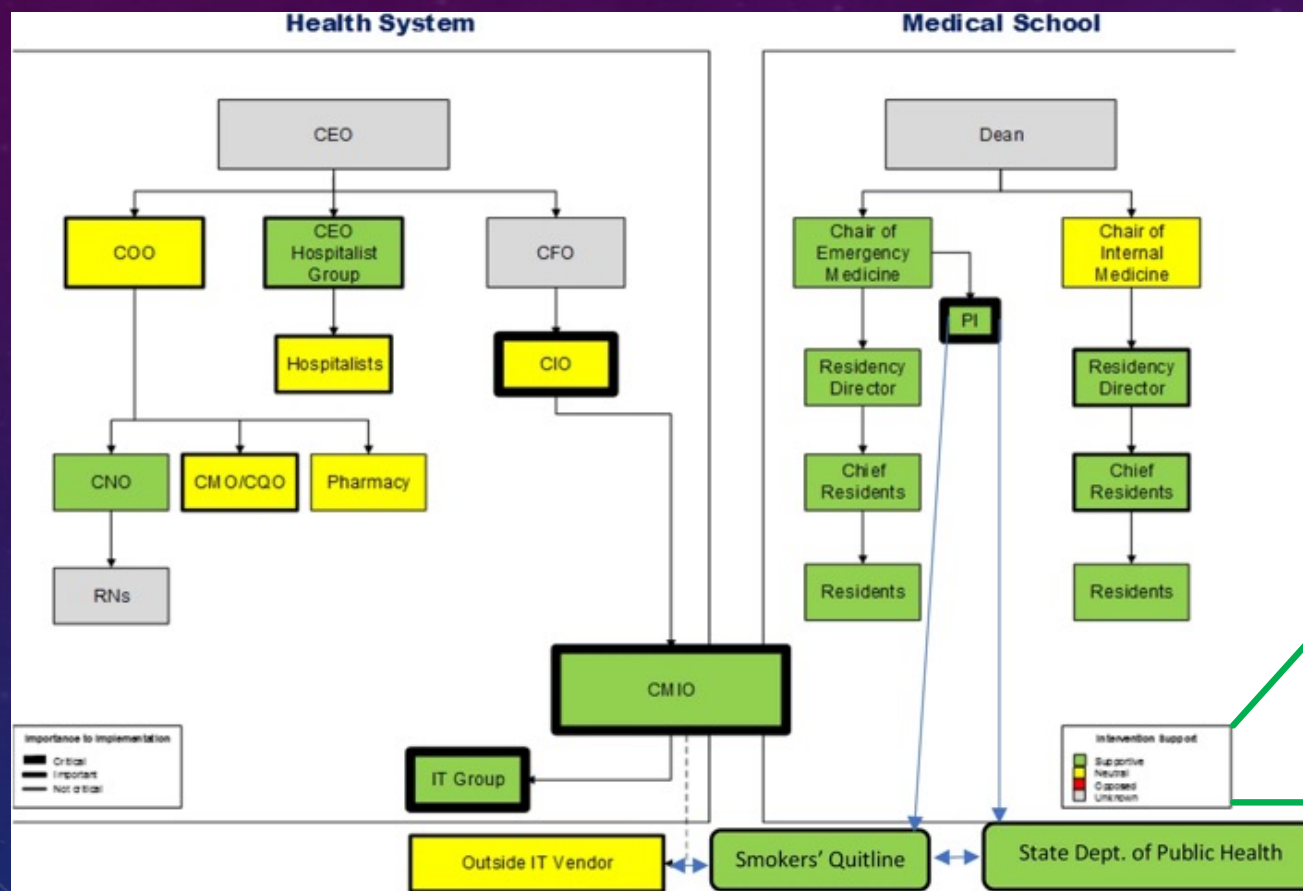 Health System
Medical School
CEO
Dean
COO
CEO
Hospitalist
Group
CFO
Chair of
Emergency
Medicine
Chair of
Internal
Medicine
PI
Hospitalists
CIO
Residency
Director
Residency
Director
CNO
CMO/CQO
Pharmacy
Chief
Residents
Chief
Residents
RNs
Residents
Residents
CMIO
Importance to Implementation
Critical
Important
Not critical
Intervention Support
Supportive
Neutral
Opposed
Unknown
IT Group
Outside IT Vendor
Smokers' Quitline
State Dept. of Public Health